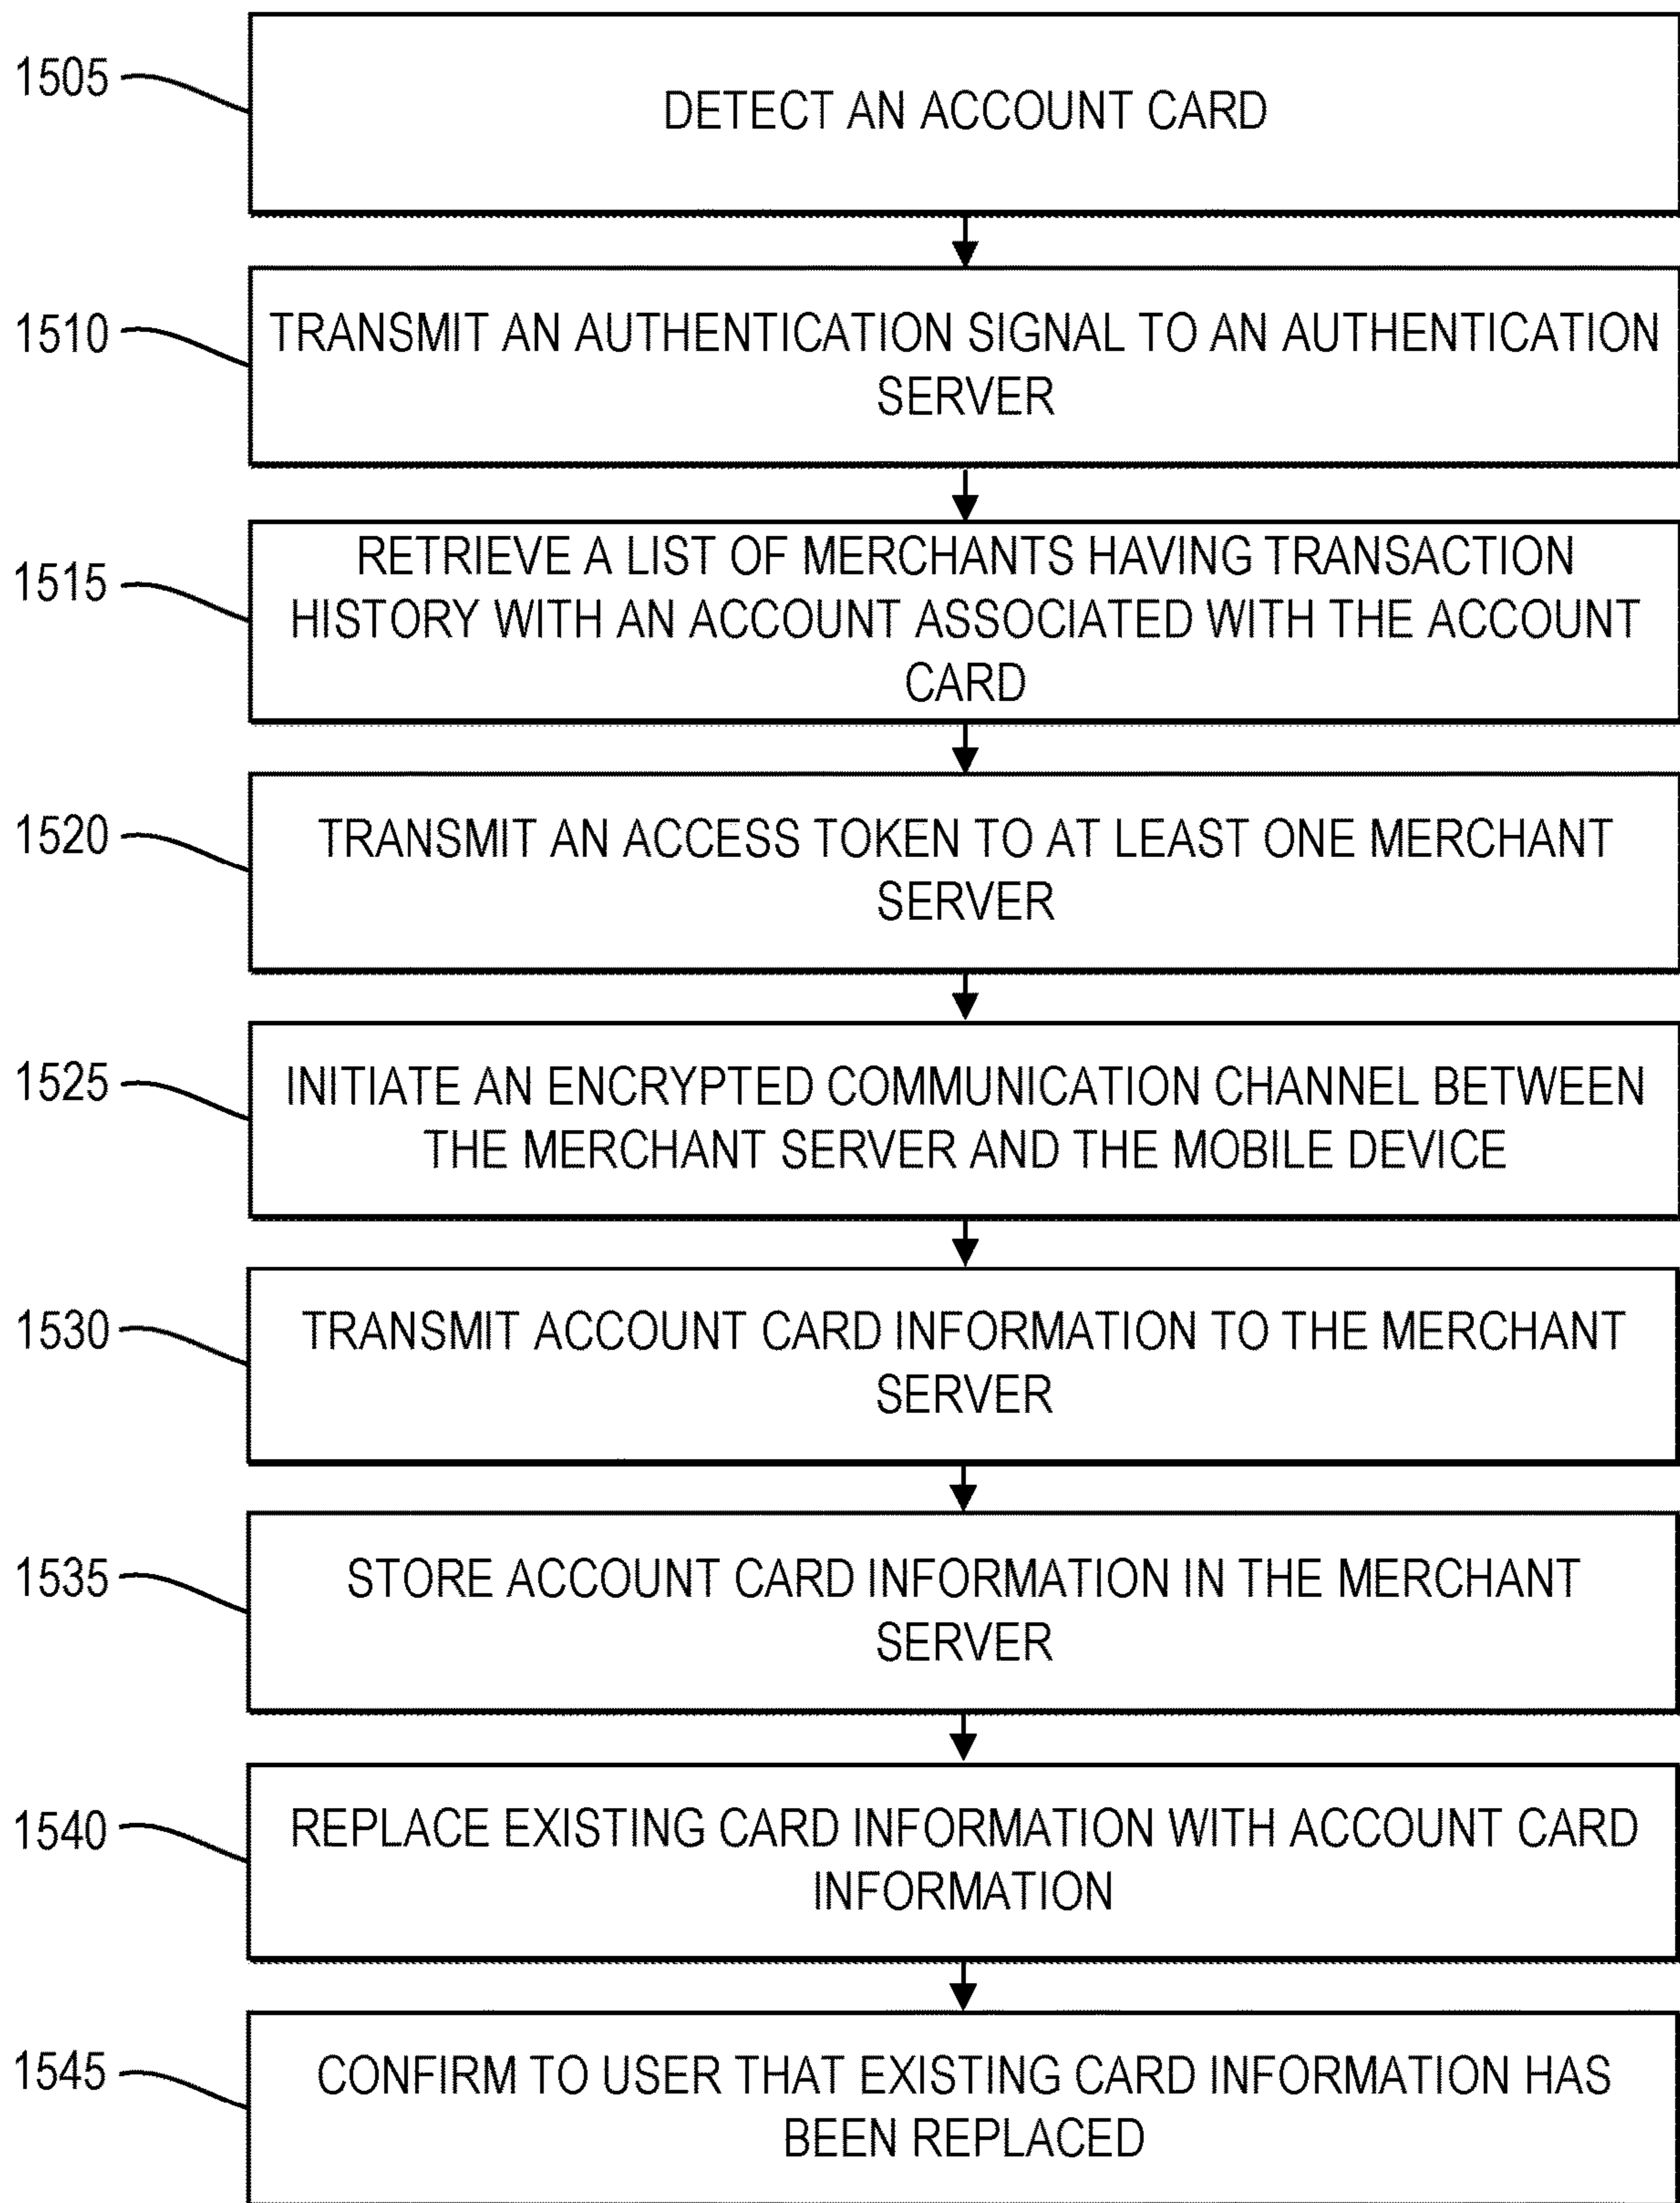 1505
DETECT AN ACCOUNT CARD
1510
TRANSMIT AN AUTHENTICATION SIGNAL TO AN AUTHENTICATION
SERVER
1515
RETRIEVE A LIST OF MERCHANTS HAVING TRANSACTION
HISTORY WITH AN ACCOUNT ASSOCIATED WITH THE ACCOUNT
CARD
1520
TRANSMIT AN ACCESS TOKEN TO AT LEAST ONE MERCHANT
SERVER
1525
INITIATE AN ENCRYPTED COMMUNICATION CHANNEL BETWEEN
THE MERCHANT SERVER AND THE MOBILE DEVICE
1530
TRANSMIT ACCOUNT CARD INFORMATION TO THE MERCHANT
SERVER
1535
STORE ACCOUNT CARD INFORMATION IN THE MERCHANT
SERVER
1540
REPLACE EXISTING CARD INFORMATION WITH ACCOUNT CARD
INFORMATION
1545
CONFIRM TO USER THAT EXISTING CARD INFORMATION HAS
BEEN REPLACED